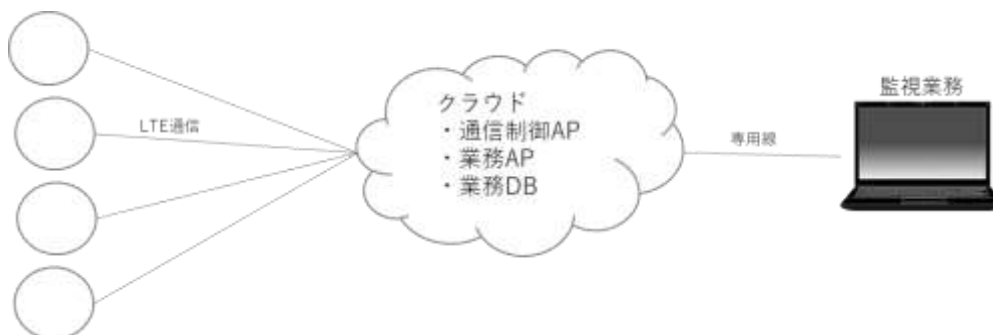 LTE通信
クラウド
・通信制御AP
・業務AP
・業務DB
専用線
監視業務